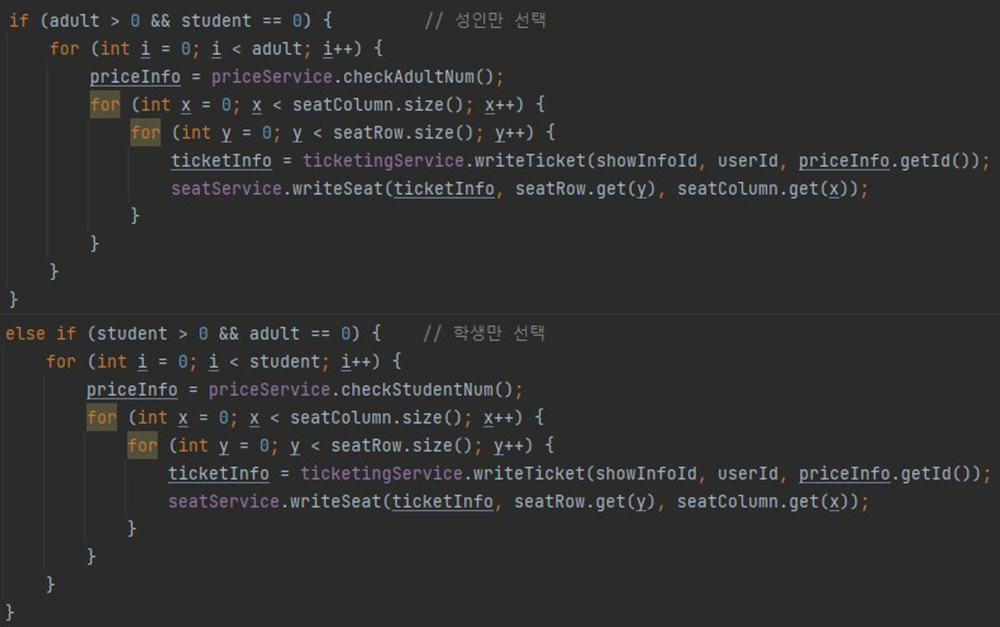 if (adult > 0 && student == 0) {        // 성인만 선택
    for (int i = 0; i < adult; i++) {
        priceInfo = priceService.checkAdultNum();
        for (int x = 0; x < seatColumn.size(); x++) {
            for (int y = 0; y < seatRow.size(); y++) {
                ticketInfo = ticketingService.writeTicket(showInfoId, userId, priceInfo.getId());
                seatService.writeSeat(ticketInfo, seatRow.get(y), seatColumn.get(x));
            }
        }
    }
}
else if (student > 0 && adult == 0) {    // 학생만 선택
    for (int i = 0; i < student; i++) {
        priceInfo = priceService.checkStudentNum();
        for (int x = 0; x < seatColumn.size(); x++) {
            for (int y = 0; y < seatRow.size(); y++) {
                ticketInfo = ticketingService.writeTicket(showInfoId, userId, priceInfo.getId());
                seatService.writeSeat(ticketInfo, seatRow.get(y), seatColumn.get(x));
            }
        }
    }
}